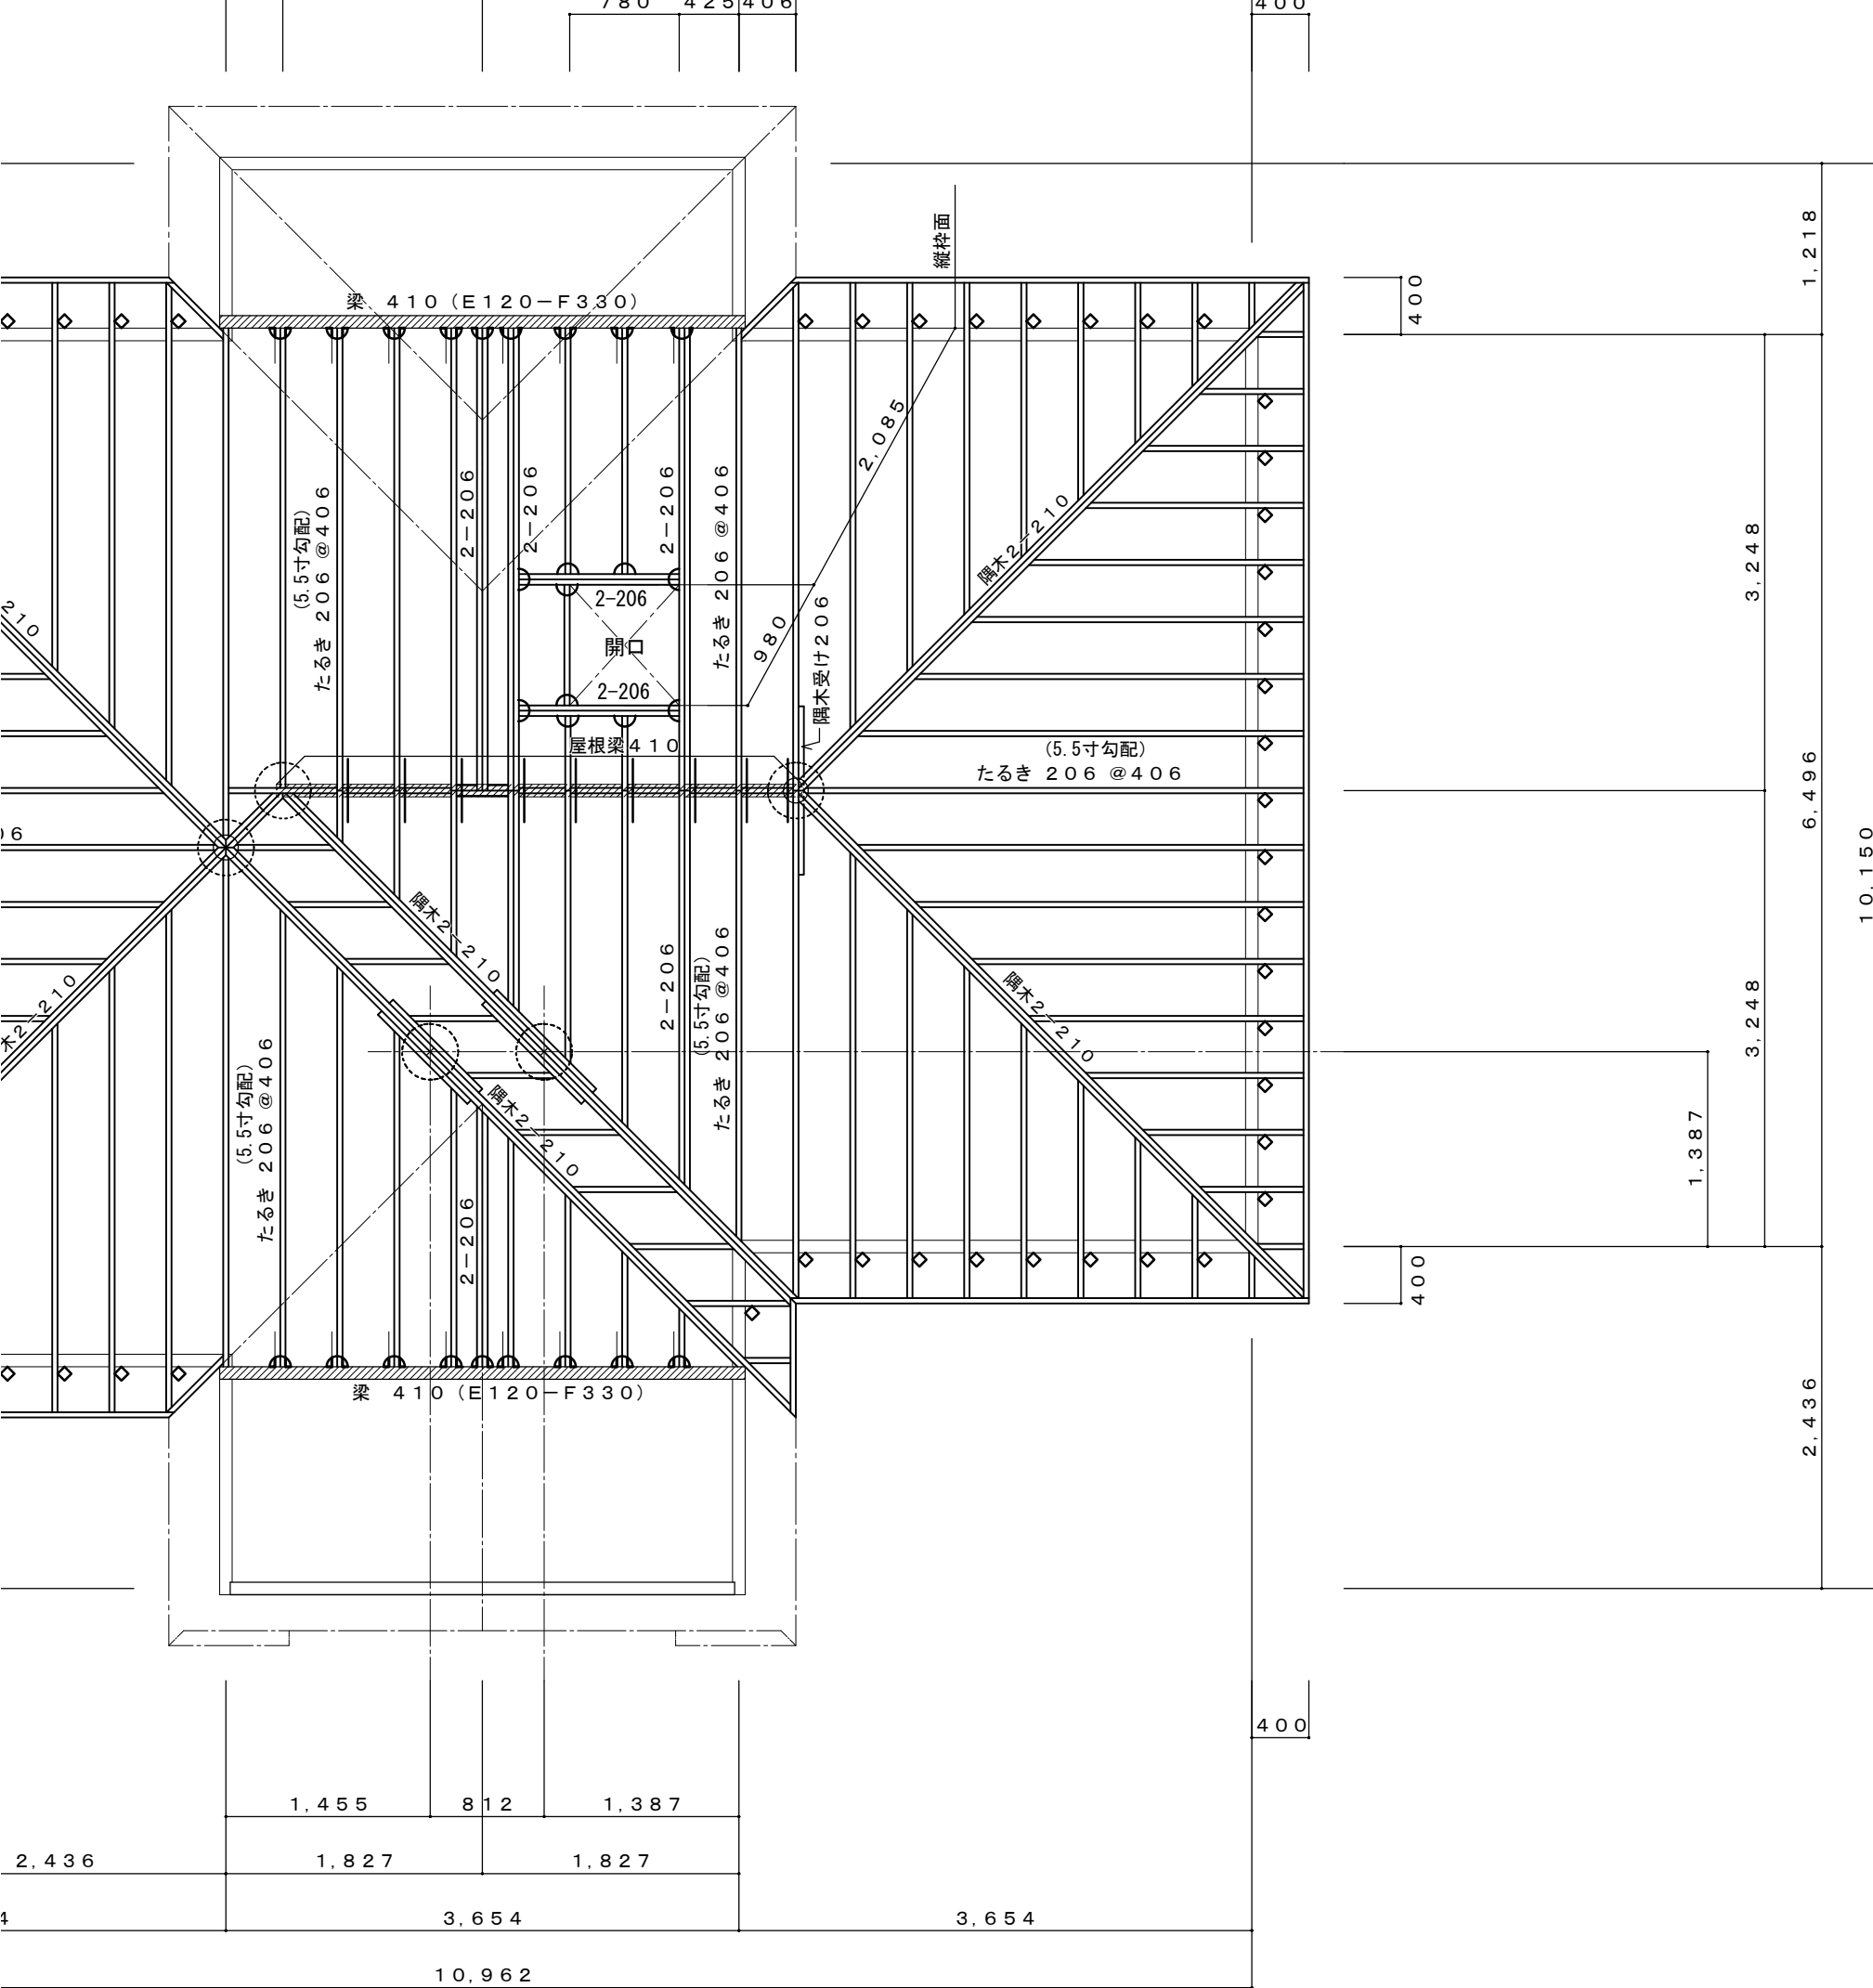 ７８０
４２５
４０６
４００
縦枠面
１，２１８
４００
梁　４１０（Ｅ１２０－Ｆ３３０）
２，０８５
（5.5寸勾配）
たるき ２０６ ＠４０６
２－２０６
２－２０６
２－２０６
たるき ２０６ ＠４０６
隅木２－２１０
３，２４８
2-206
開口
９８０
2-206
隅木受け２０６
屋根梁４１０
（5.5寸勾配）
たるき ２０６ ＠４０６
６，４９６
１０．１５０
２１０
０６
隅木２－２１０
２－２０６
（5.5寸勾配）
たるき ２０６ ＠４０６
隅木２－２１０
３，２４８
木２－２１０
（5.5寸勾配）
たるき ２０６ ＠４０６
隅木２－２１０
１，３８７
２－２０６
４００
梁　４１０（Ｅ１２０－Ｆ３３０）
２，４３６
４００
１，４５５
８１２
１，３８７
２，４３６
１，８２７
１，８２７
４
３，６５４
３，６５４
１０，９６２